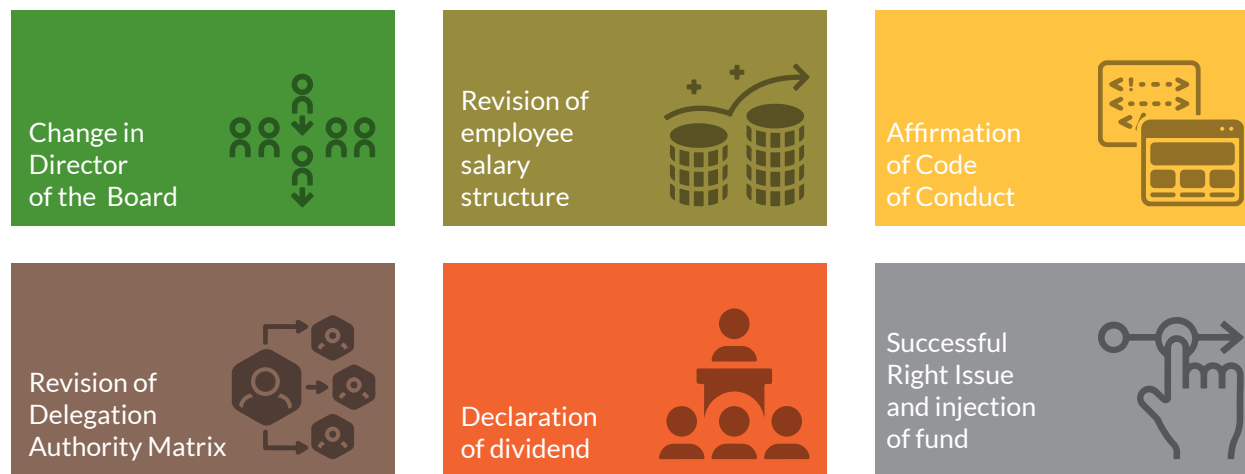 Change in
Director
of the Board
Revision of
employee
salary
structure
Affirmation
of Code
of Conduct
Revision of
Delegation
Authority Matrix
Declaration
of dividend
Successful
Right Issue
and injection
of fund